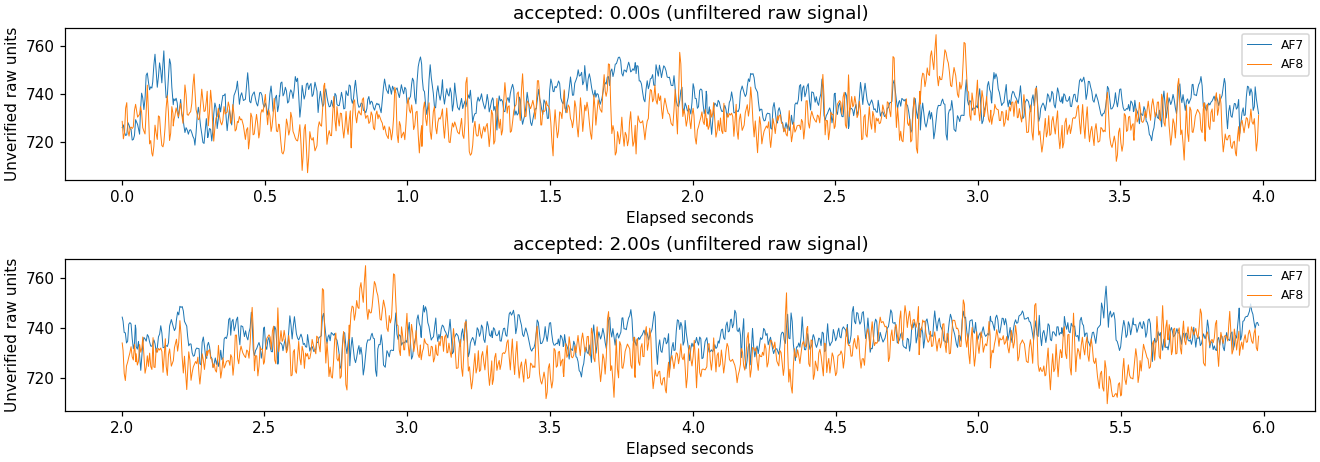 accepted: 0.00s (unfiltered raw signal)
Unverified raw units
760
740
720
AF7
AF8
0.0 0.5 1.0 1.5 2.0 2.5 3.0 3.5 4.0
Elapsed seconds
accepted: 2.00s (unfiltered raw signal)
Unverified raw units
760
740
720
AF7
AF8
2.0 2.5 3.0 3.5 4.0 4.5 5.0 5.5 6.0
Elapsed seconds